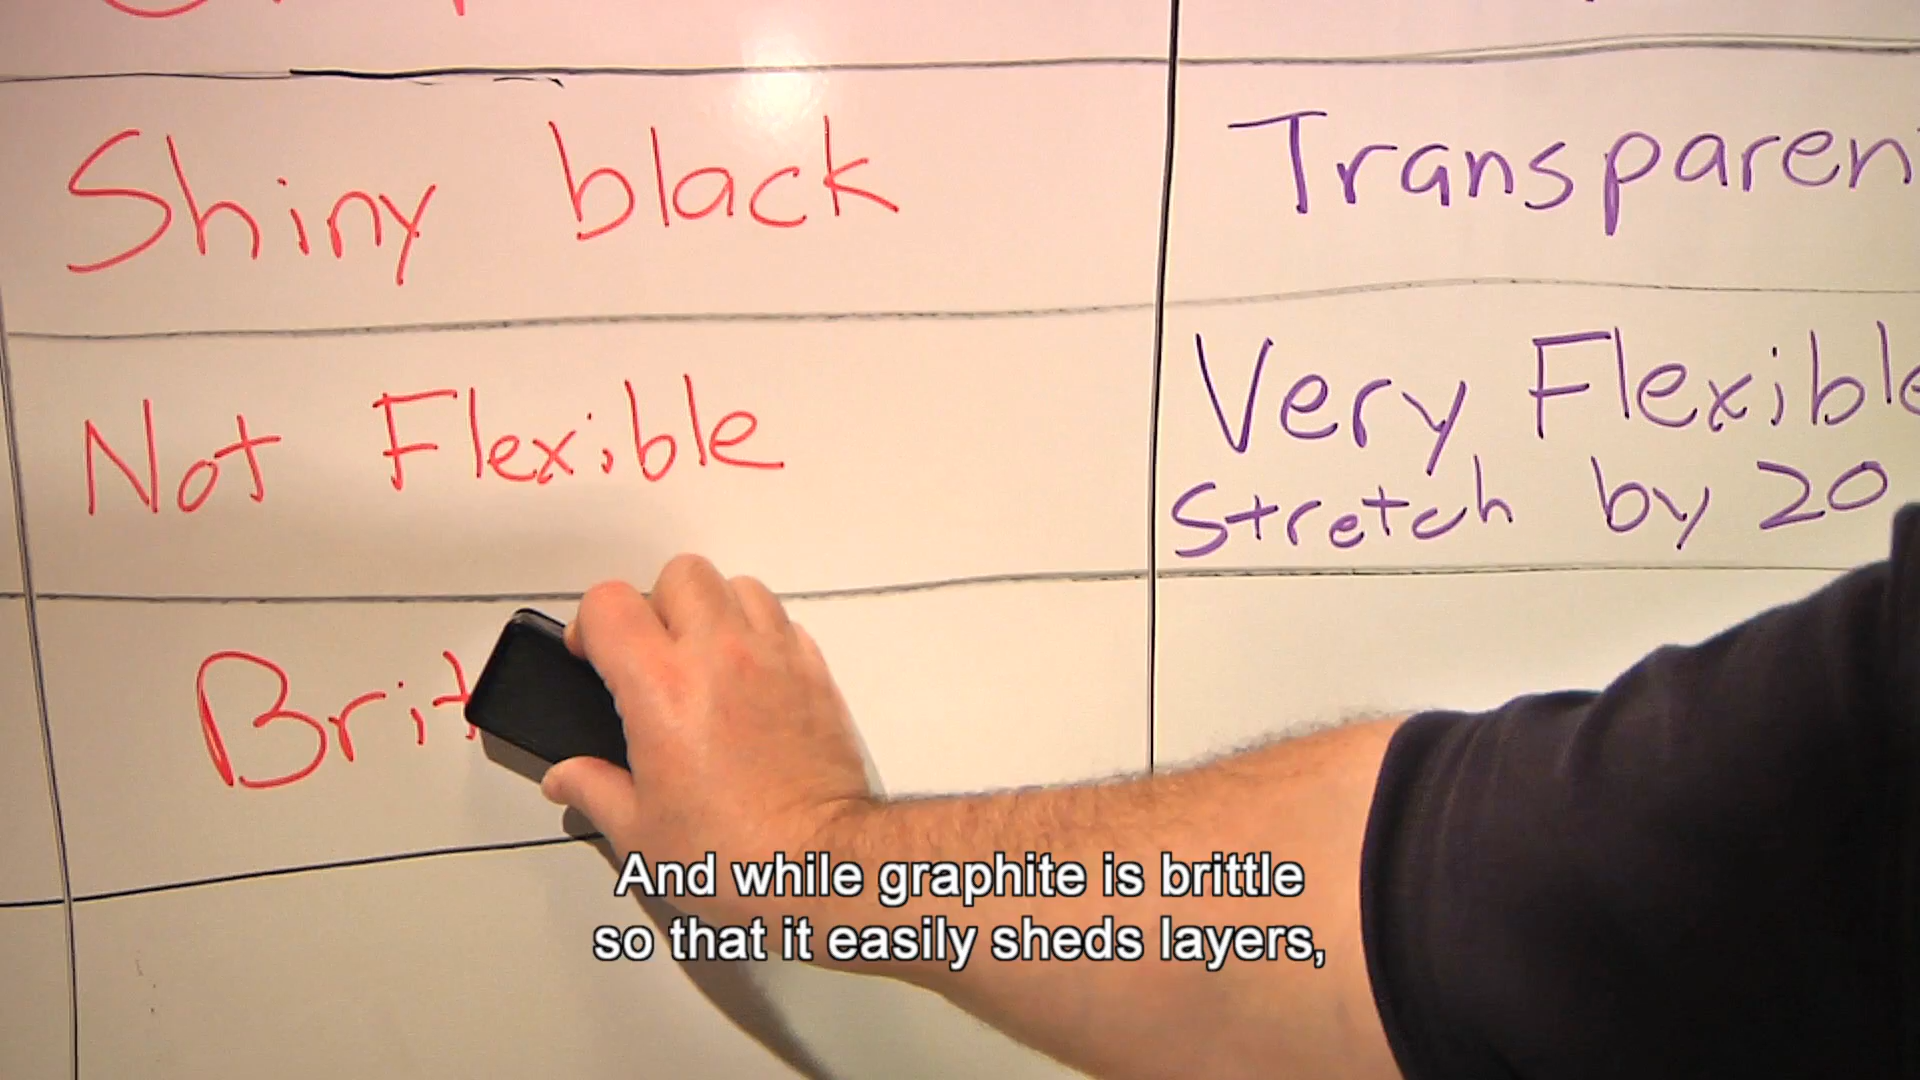 Shiny black
Transparen
Not Flexible
Very Flexible
Stretch by 20
Brit
And while graphite is brittle
so that it easily sheds layers,